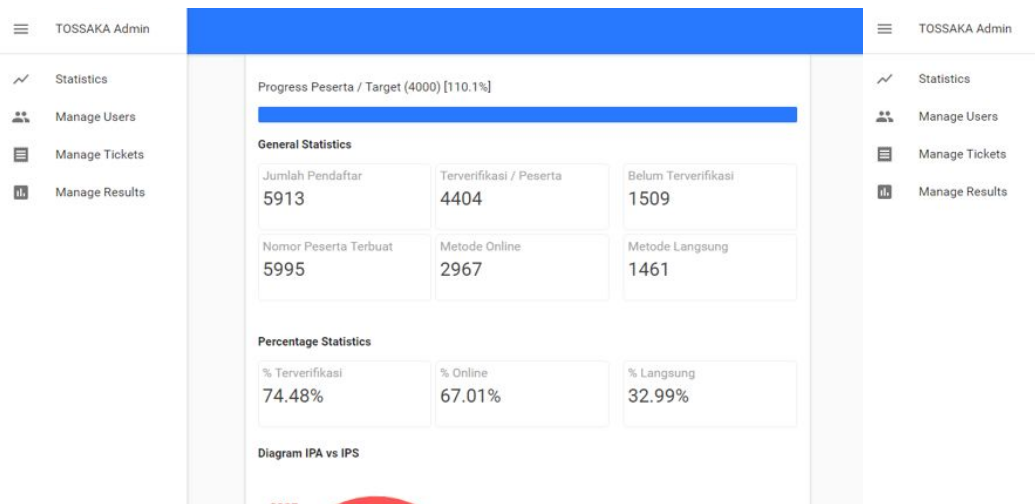 TOSSAKA Admin
Statistics
Manage Users
Manage Tickets
Manage Results
Progress Peserta / Target (4000) [110.1%]
General Statistics
Jumlah Pendaftar
5913
Terverifikasi / Peserta
4404
Belum Terverifikasi
1509
Nomor Peserta Terbuat
5995
Metode Online
2967
Metode Langsung
1461
Percentage Statistics
% Terverifikasi
74.48%
% Online
67.01%
% Langsung
32.99%
Diagram IPA vs IPS
TOSSAKA Admin
Statistics
Manage Users
Manage Tickets
Manage Results